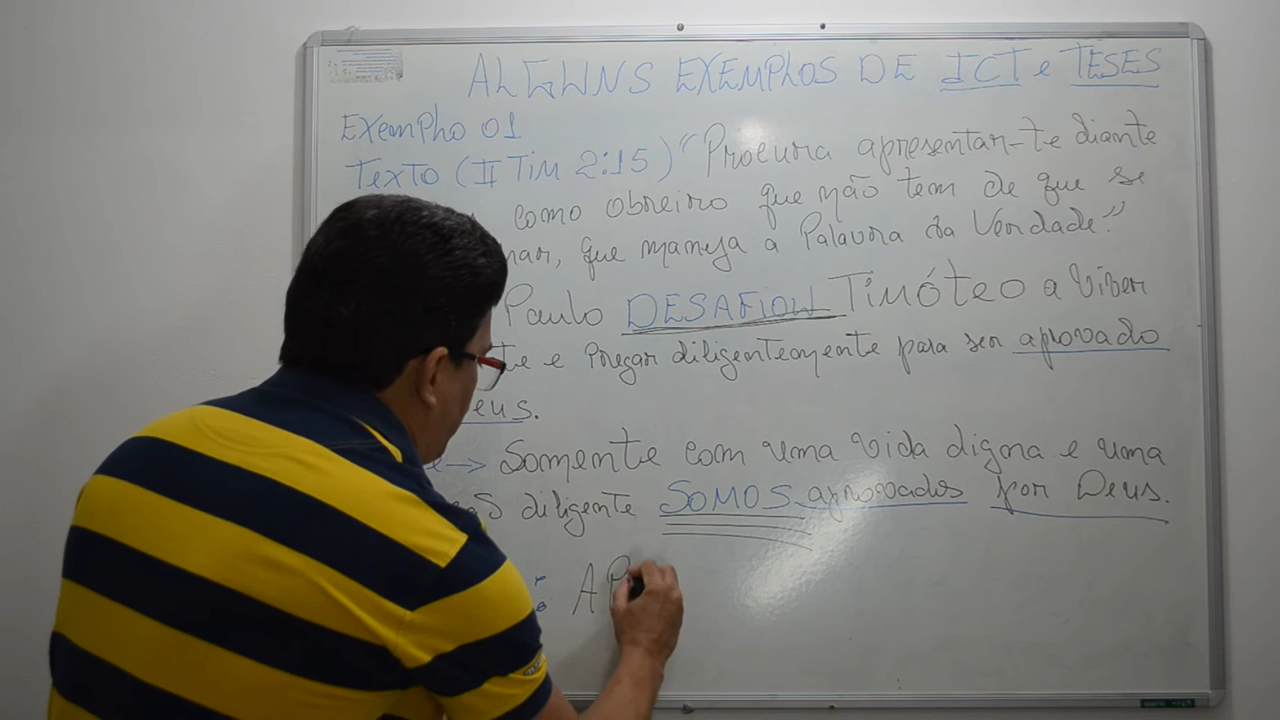 ALGUNS EXEMPLOS DE ICT e TESES
Exemplo 01
Texto (II Tim 2:15) "Procura apresentar-te diante
como obreiro que não tem de que se
nar, que maneja a Palavra da Verdade."
Paulo DESAFIOU Timóteo a Viver
te e Pregar diligentemente para ser aprovado
eus.
e → Somente com uma vida digna e uma
diligente SOMOS aprovados por Deus.
AP